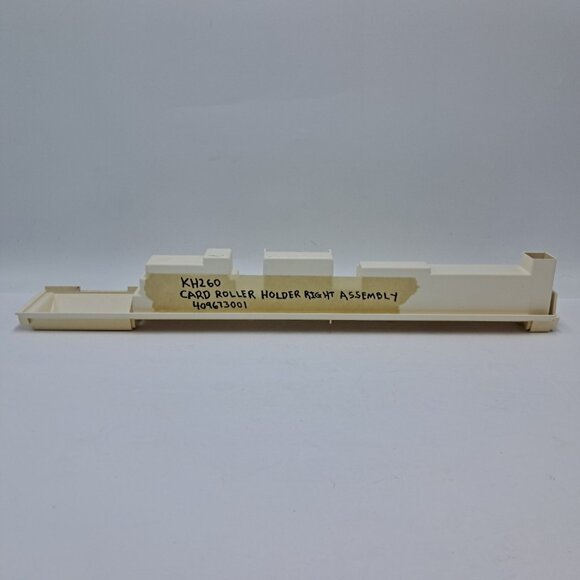 KH260
CARD ROLLER HOLDER RIGHT ASSEMBLY
409673001